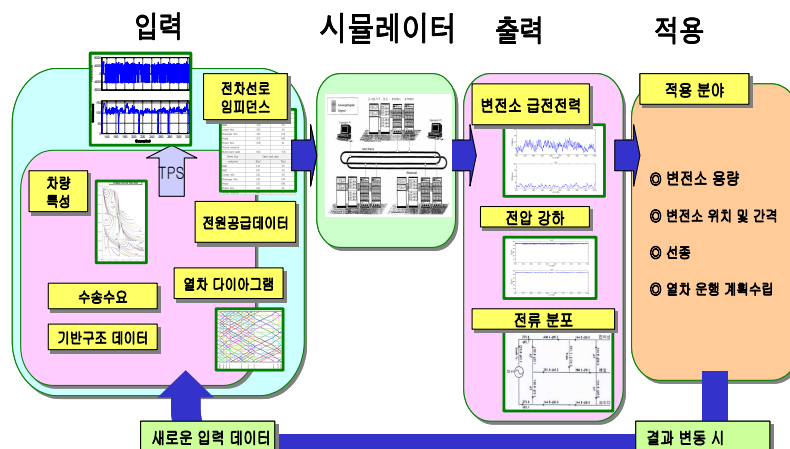 입력
시뮬레이터
출력
적용
전차선로
임피던스
TPS
차량
특성
전원공급데이터
열차 다이아그램
수송수요
기반구조 데이터
변전소 급전전력
전압 강하
전류 분포
적용 분야
◎ 변전소 용량
◎ 변전소 위치 및 간격
◎ 선종
◎ 열차 운행 계획수립
새로운 입력 데이터
결과 변동 시